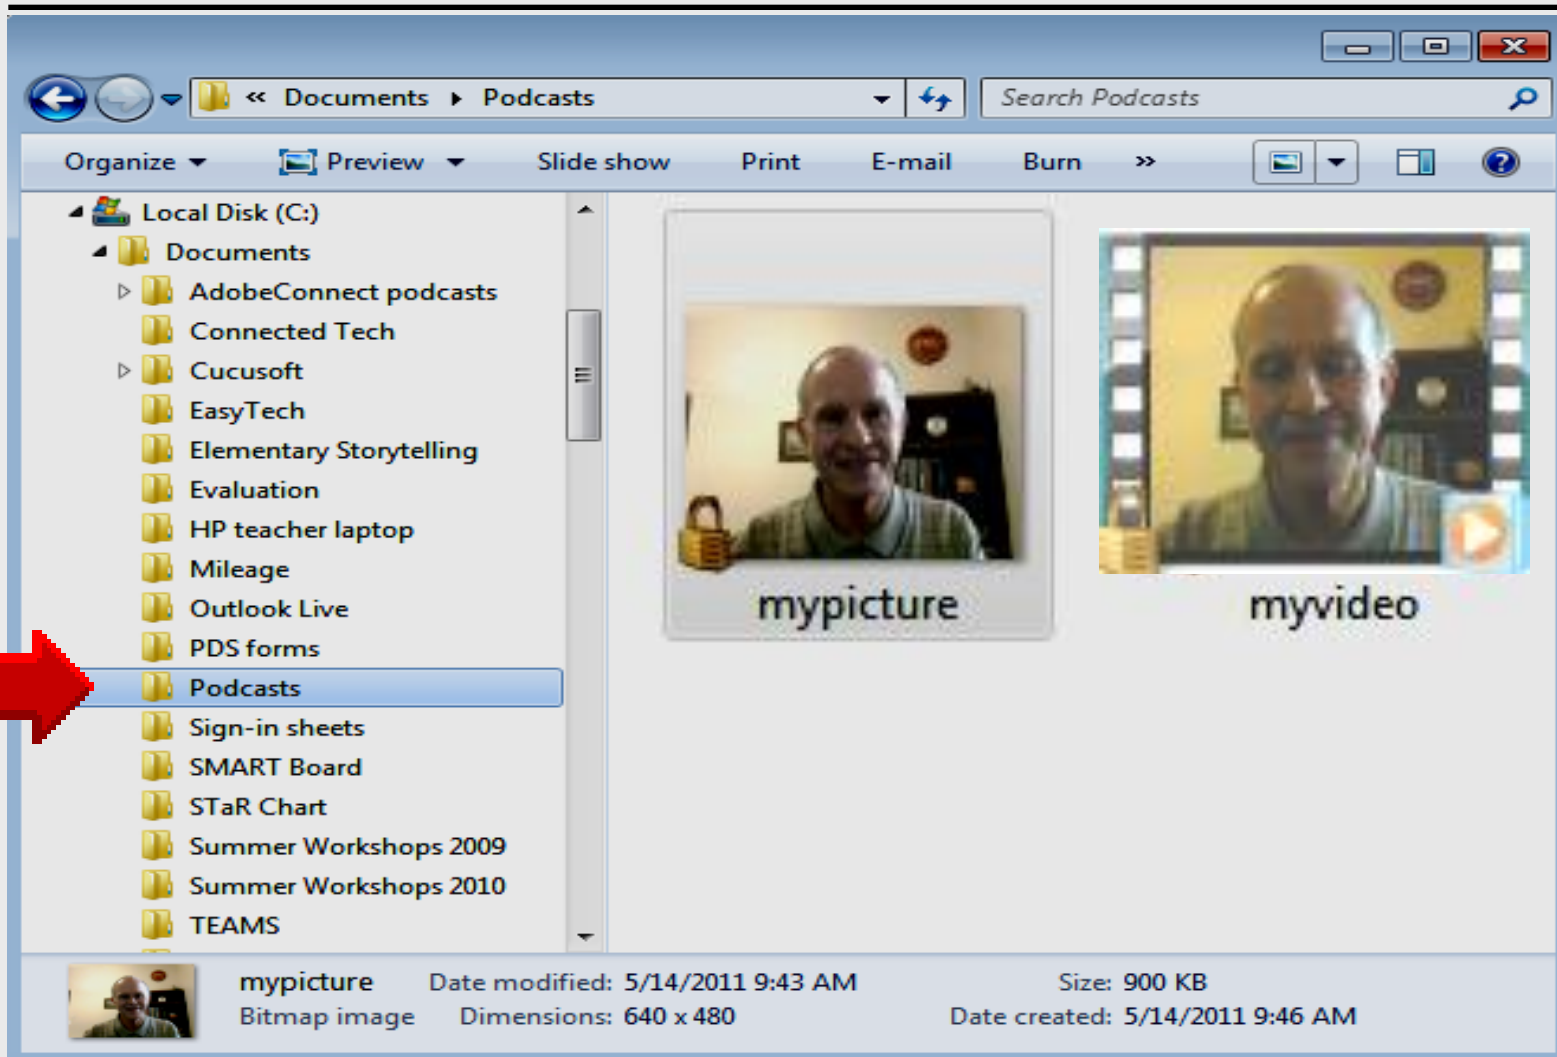 « Documents ▸ Podcasts
Search Podcasts
Organize Preview Slide show Print E-mail Burn »
Local Disk (C:)
Documents
AdobeConnect podcasts
Connected Tech
Cucusoft
EasyTech
Elementary Storytelling
Evaluation
HP teacher laptop
Mileage
Outlook Live
PDS forms
Podcasts
Sign-in sheets
SMART Board
STaR Chart
Summer Workshops 2009
Summer Workshops 2010
TEAMS
mypicture
myvideo
mypicture Date modified: 5/14/2011 9:43 AM Size: 900 KB
Bitmap image Dimensions: 640 x 480 Date created: 5/14/2011 9:46 AM